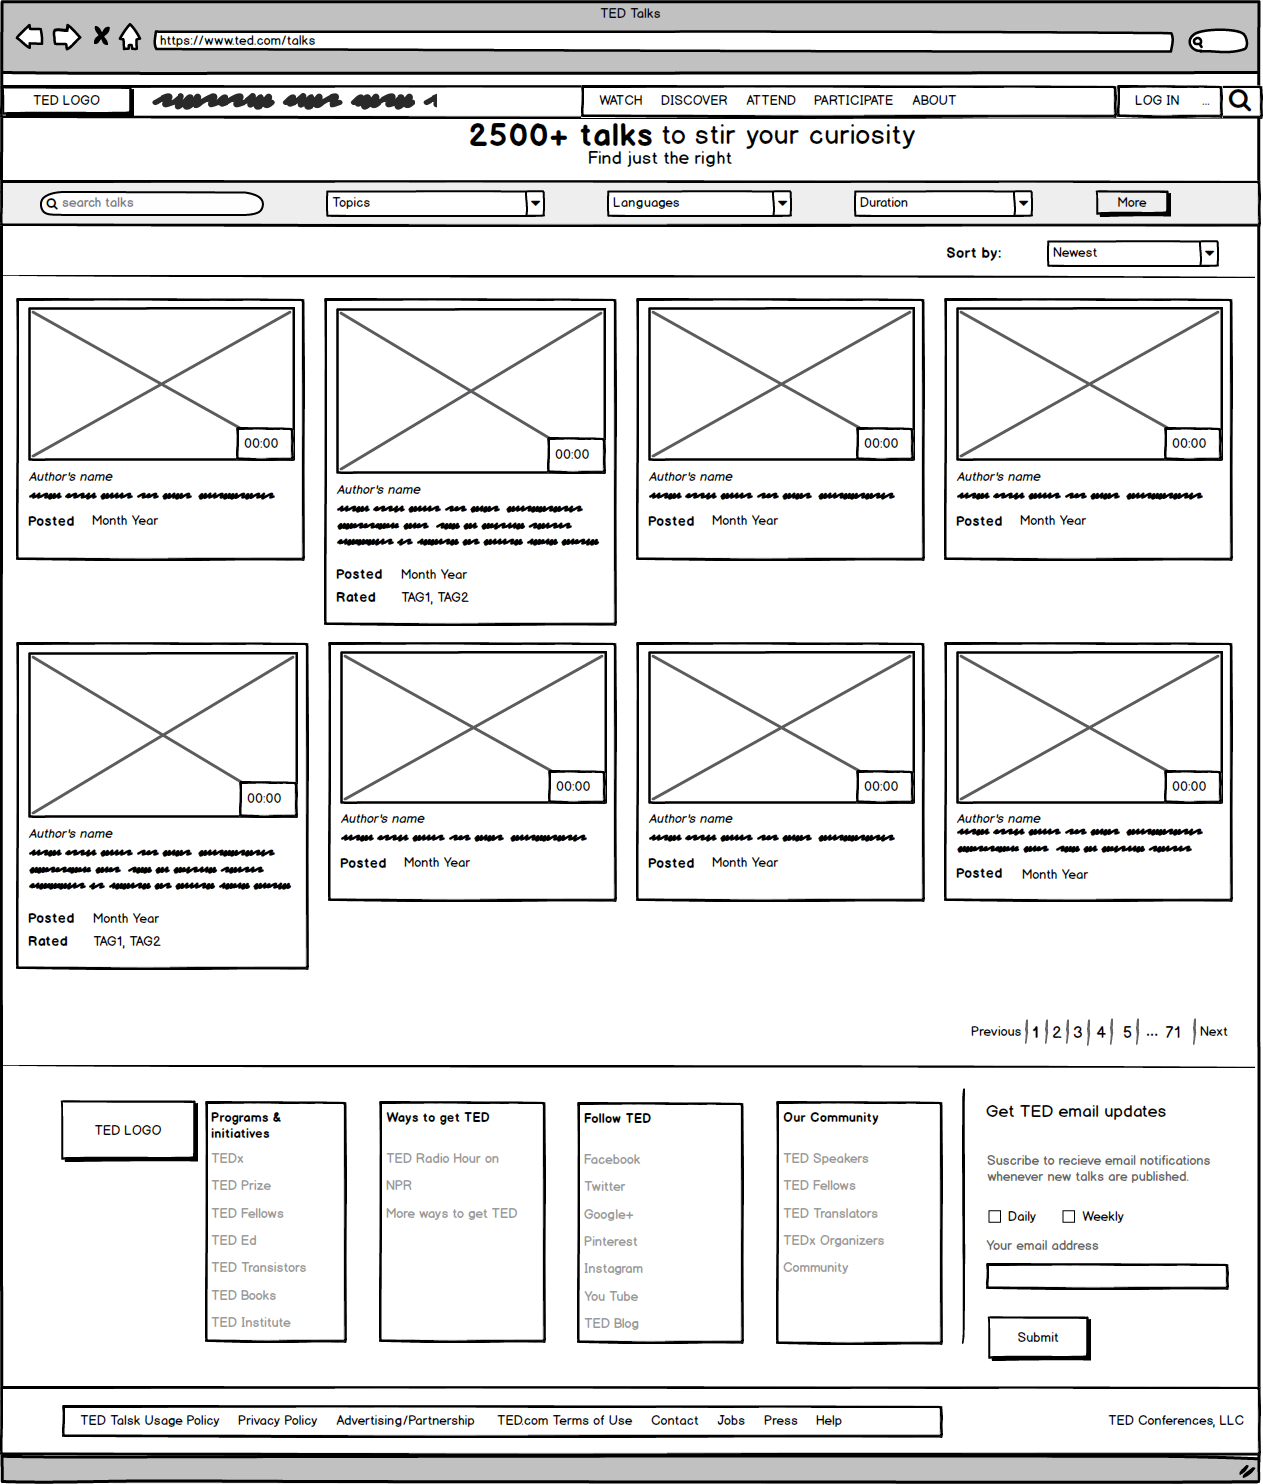 TED Talks
https://www.ted.com/talks
TED LOGO
WATCH DISCOVER ATTEND PARTICIPATE ABOUT
LOG IN ...
2500+ talks to stir your curiosity
Find just the right
search talks
Topics
Languages
Duration
More
Sort by:
Newest
00:00
Author's name
Posted Month Year
00:00
Author's name
Posted Month Year
Rated TAG1, TAG2
00:00
Author's name
Posted Month Year
00:00
Author's name
Posted Month Year
00:00
Author's name
Posted Month Year
Rated TAG1, TAG2
00:00
Author's name
Posted Month Year
00:00
Author's name
Posted Month Year
00:00
Author's name
Posted Month Year
Previous 1 2 3 4 5 ... 71 Next
TED LOGO
Programs &
initiatives
TEDx
TED Prize
TED Fellows
TED Ed
TED Transistors
TED Books
TED Institute
Ways to get TED
TED Radio Hour on
NPR
More ways to get TED
Follow TED
Facebook
Twitter
Google+
Pinterest
Instagram
You Tube
TED Blog
Our Community
TED Speakers
TED Fellows
TED Translators
TEDx Organizers
Community
Get TED email updates
Suscribe to recieve email notifications
whenever new talks are published.
Daily Weekly
Your email address
Submit
TED Talsk Usage Policy Privacy Policy Advertising/Partnership TED.com Terms of Use Contact Jobs Press Help
TED Conferences, LLC